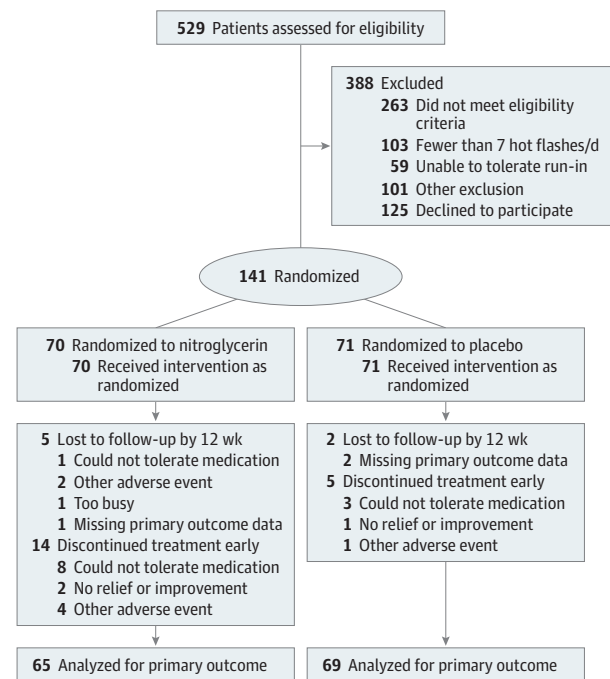 529 Patients assessed for eligibility
388 Excluded
263 Did not meet eligibility
criteria
103 Fewer than 7 hot flashes/d
59 Unable to tolerate run-in
101 Other exclusion
125 Declined to participate
141 Randomized
70 Randomized to nitroglycerin
70 Received intervention as
randomized
71 Randomized to placebo
71 Received intervention as
randomized
5 Lost to follow-up by 12 wk
1 Could not tolerate medication
2 Other adverse event
1 Too busy
1 Missing primary outcome data
14 Discontinued treatment early
8 Could not tolerate medication
2 No relief or improvement
4 Other adverse event
2 Lost to follow-up by 12 wk
2 Missing primary outcome data
5 Discontinued treatment early
3 Could not tolerate medication
1 No relief or improvement
1 Other adverse event
65 Analyzed for primary outcome
69 Analyzed for primary outcome